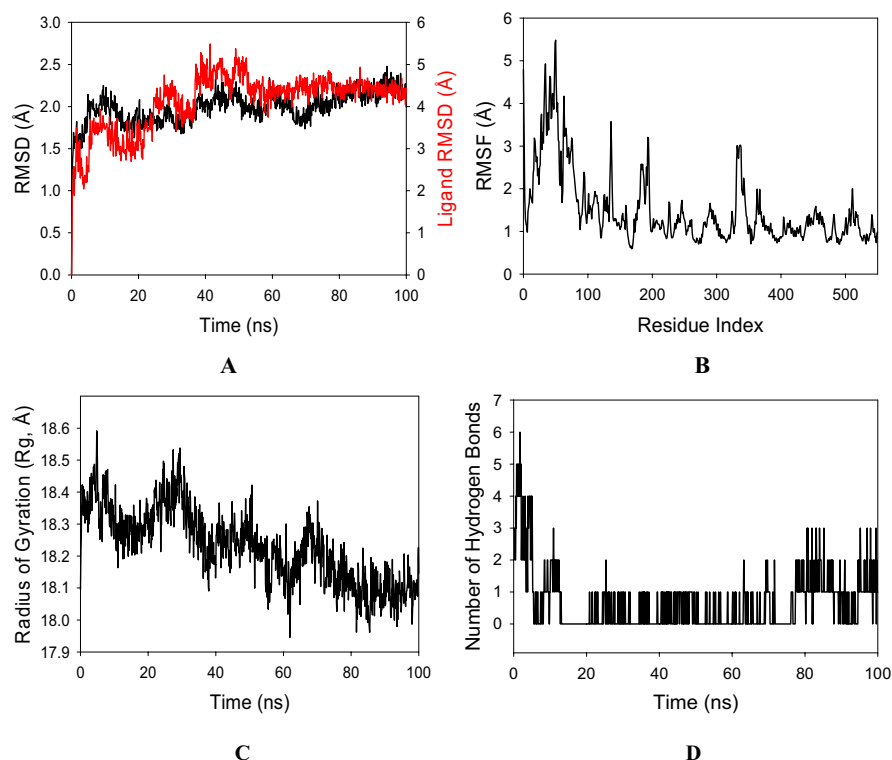 3.0 6
2.5 5
2.0 4
1.5 3
1.0 2
0.5 1
0.0 0
0 20 40 60 80 100
RMSD (Å)
Ligand RMSD (Å)
Time (ns)
A
6
5
4
3
2
1
0
0 100 200 300 400 500
RMSF (Å)
Residue Index
B
18.6
18.5
18.4
18.3
18.2
18.1
18.0
17.9
0 20 40 60 80 100
Radius of Gyration (Rg, Å)
Time (ns)
C
7
6
5
4
3
2
1
0
0 20 40 60 80 100
Number of Hydrogen Bonds
Time (ns)
D